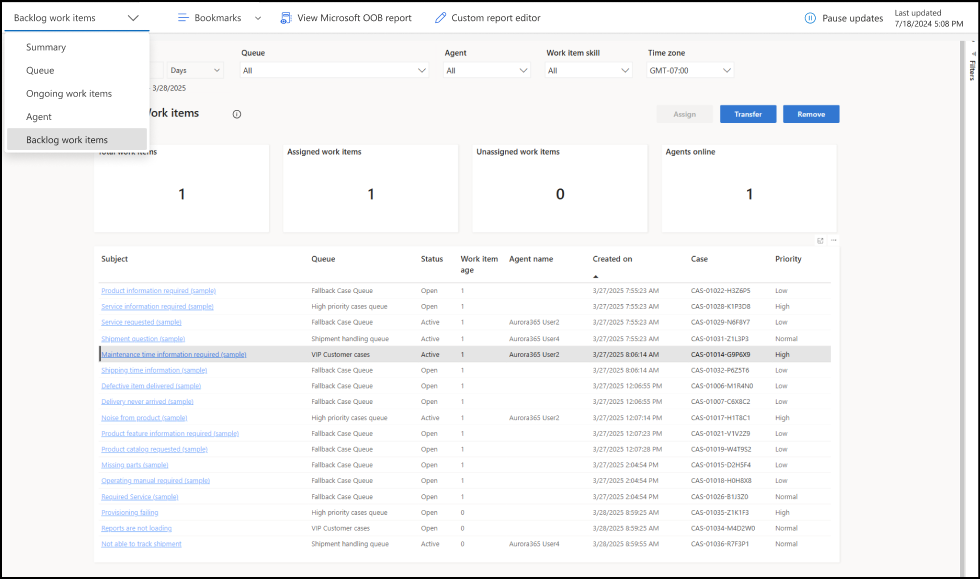 Backlog work items
Bookmarks
View Microsoft OOB report
Custom report editor
Pause updates
Last updated
7/18/2024 5:08 PM
Summary
Queue
Ongoing work items
Agent
Backlog work items
Days
Queue
All
Agent
All
Work item skill
All
Time zone
GMT-07:00
Filters
- 3/28/2025
Work items
Assign Transfer Remove
Total work items
1
Assigned work items
1
Unassigned work items
0
Agents online
1
Subject Queue Status Work item age Agent name Created on Case Priority
Product information required (sample) Fallback Case Queue Open 1 3/27/2025 7:55:23 AM CAS-01022-H3Z6P5 Low
Service information required (sample) High priority cases queue Open 1 3/27/2025 7:55:23 AM CAS-01028-K1P3D8 High
Service requested (sample) Fallback Case Queue Active 1 Aurora365 User2 3/27/2025 7:55:23 AM CAS-01029-N6F8Y7 Low
Shipment question (sample) Shipment handling queue Active 1 Aurora365 User4 3/27/2025 7:55:23 AM CAS-01031-Z1L3P3 Normal
Maintenance time information required (sample) VIP Customer cases Active 1 Aurora365 User2 3/27/2025 8:06:14 AM CAS-01014-G9P6X9 High
Shipping time information (sample) Fallback Case Queue Open 1 3/27/2025 8:06:14 AM CAS-01032-P6Z5T6 Low
Defective item delivered (sample) Fallback Case Queue Open 1 3/27/2025 12:06:55 PM CAS-01006-M1R4N0 Low
Delivery never arrived (sample) Fallback Case Queue Open 1 3/27/2025 12:06:55 PM CAS-01007-C6X8C2 Low
Noise from product (sample) High priority cases queue Active 1 Aurora365 User2 3/27/2025 12:07:14 PM CAS-01017-H1T8C1 High
Product feature information required (sample) Fallback Case Queue Open 1 3/27/2025 12:07:23 PM CAS-01021-V1V2Z9 Low
Product catalog requested (sample) Fallback Case Queue Open 1 3/27/2025 12:07:28 PM CAS-01019-W4T9S2 Low
Missing parts (sample) Fallback Case Queue Open 1 3/27/2025 2:04:54 PM CAS-01015-D2H5F4 Low
Operating manual required (sample) Fallback Case Queue Open 1 3/27/2025 2:04:54 PM CAS-01018-H0H8X8 Low
Required Service (sample) Fallback Case Queue Open 1 3/27/2025 2:04:54 PM CAS-01026-B1J3Z0 Normal
Provisioning failing High priority cases queue Open 0 3/28/2025 8:59:25 AM CAS-01035-Z1K1F3 High
Reports are not loading VIP Customer cases Open 0 3/28/2025 8:59:25 AM CAS-01034-M4D2W0 Normal
Not able to track shipment Shipment handling queue Active 0 Aurora365 User4 3/28/2025 8:59:55 AM CAS-01036-R7F3P1 Normal